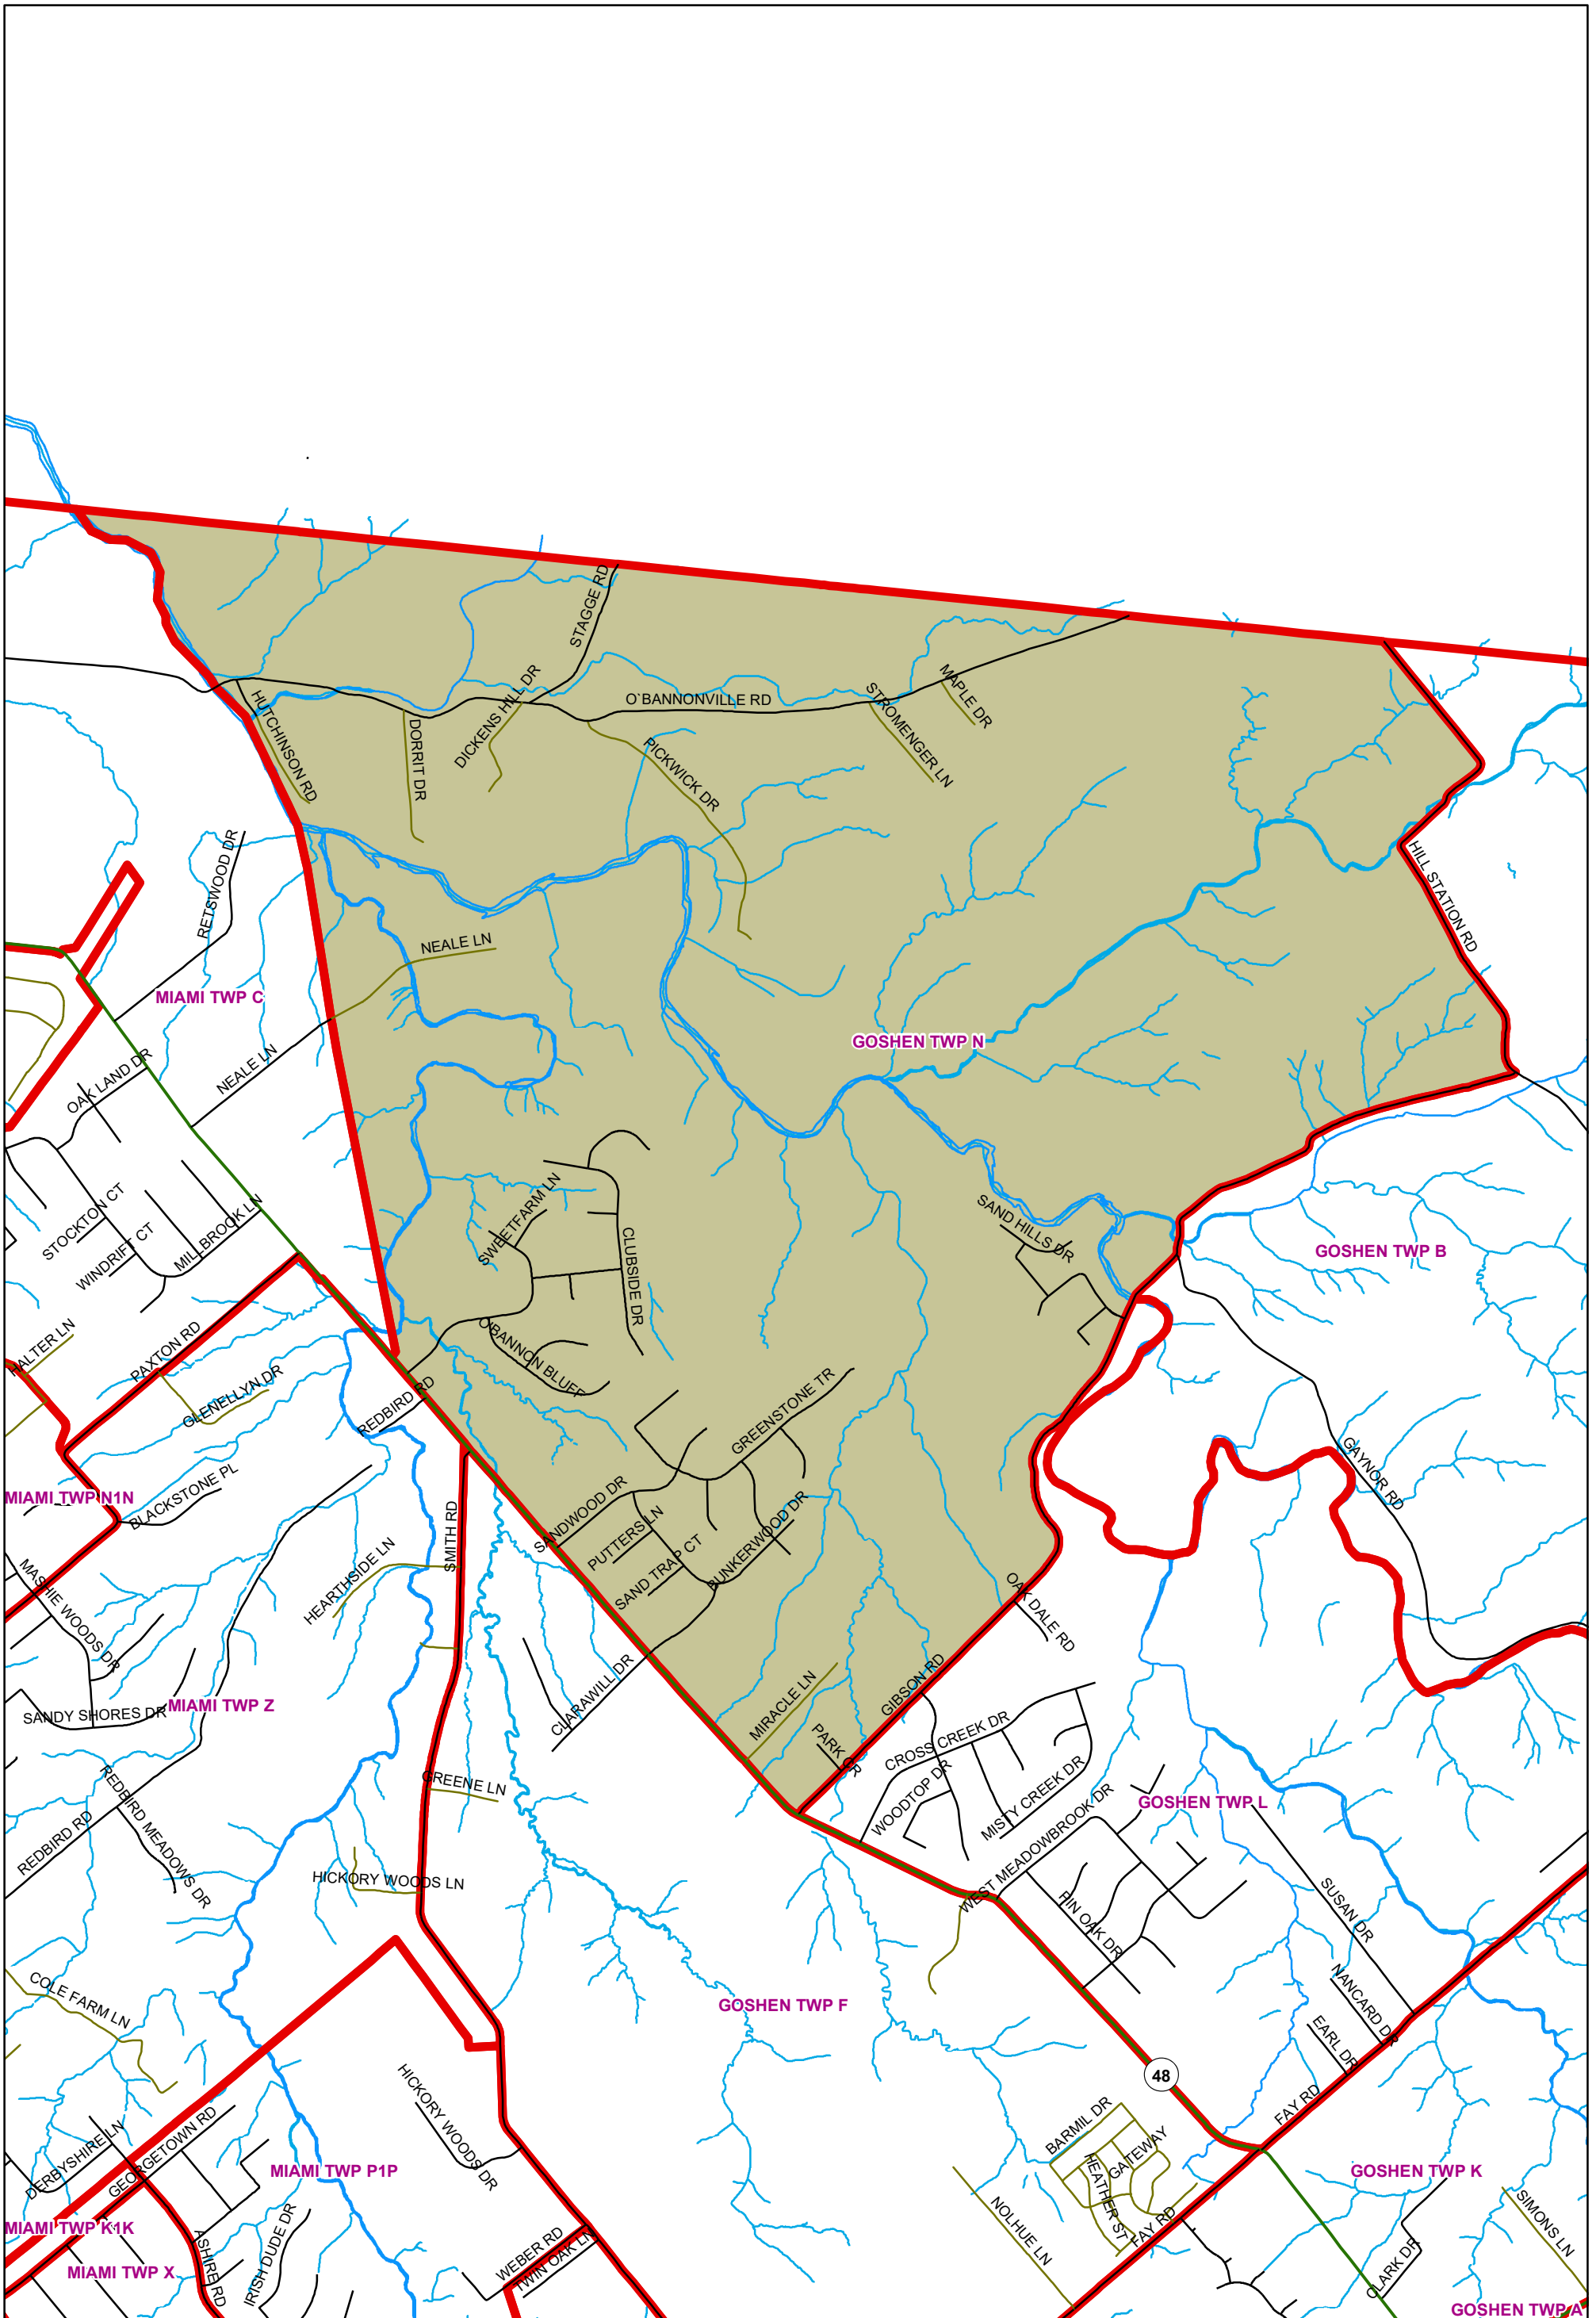 STAGGE RD
MAPLE DR
DICKENS HILL DR
O`BANNONVILLE RD
STROMENGER LN
HUTCHINSON RD
DORRIT DR
PICKWICK DR
RETSWOOD DR
HILL STATION RD
NEALE LN
MIAMI TWP C
GOSHEN TWP N
OAK LAND DR
NEALE LN
STOCKTON CT
WINDRIFT CT
MILLBROOK LN
SWEETFARM LN
CLUBSIDE DR
SAND HILLS DR
GOSHEN TWP B
HALTER LN
PAXTON RD
GLENELLYN DR
O'BANNON BLUFF
REDBIRD RD
GREENSTONE TR
GAYNOR RD
MIAMI TWP N1N
BLACKSTONE PL
SMITH RD
SANDWOOD DR
PUTTERS LN
SAND TRAP CT
BUNKERWOOD DR
HEARTHSIDE LN
MASHIE WOODS DR
OAK DALE RD
SANDY SHORES DR
MIAMI TWP Z
CLARAWILL DR
MIRACLE LN
GIBSON RD
PARK CR
CROSS CREEK DR
WOODTOP DR
MISTY CREEK DR
GREENE LN
REDBIRD MEADOWS DR
REDBIRD RD
WEST MEADOWBROOK DR
GOSHEN TWP L
HICKORY WOODS LN
PIN OAK DR
SUSAN DR
COLE FARM LN
GOSHEN TWP F
NANCARD DR
EARL DR
48
HICKORY WOODS DR
FAY RD
BARMIL DR
GATEWAY
HEATHER ST
DERBYSHIRE LN
GEORGETOWN RD
MIAMI TWP P1P
GOSHEN TWP K
NOLHUE LN
FAY RD
SIMONS LN
MIAMI TWP K1K
MIAMI TWP X
ASHIRE RD
IRISH DUDE DR
WEBER RD
TWIN OAK LN
CLARK DR
GOSHEN TWP A